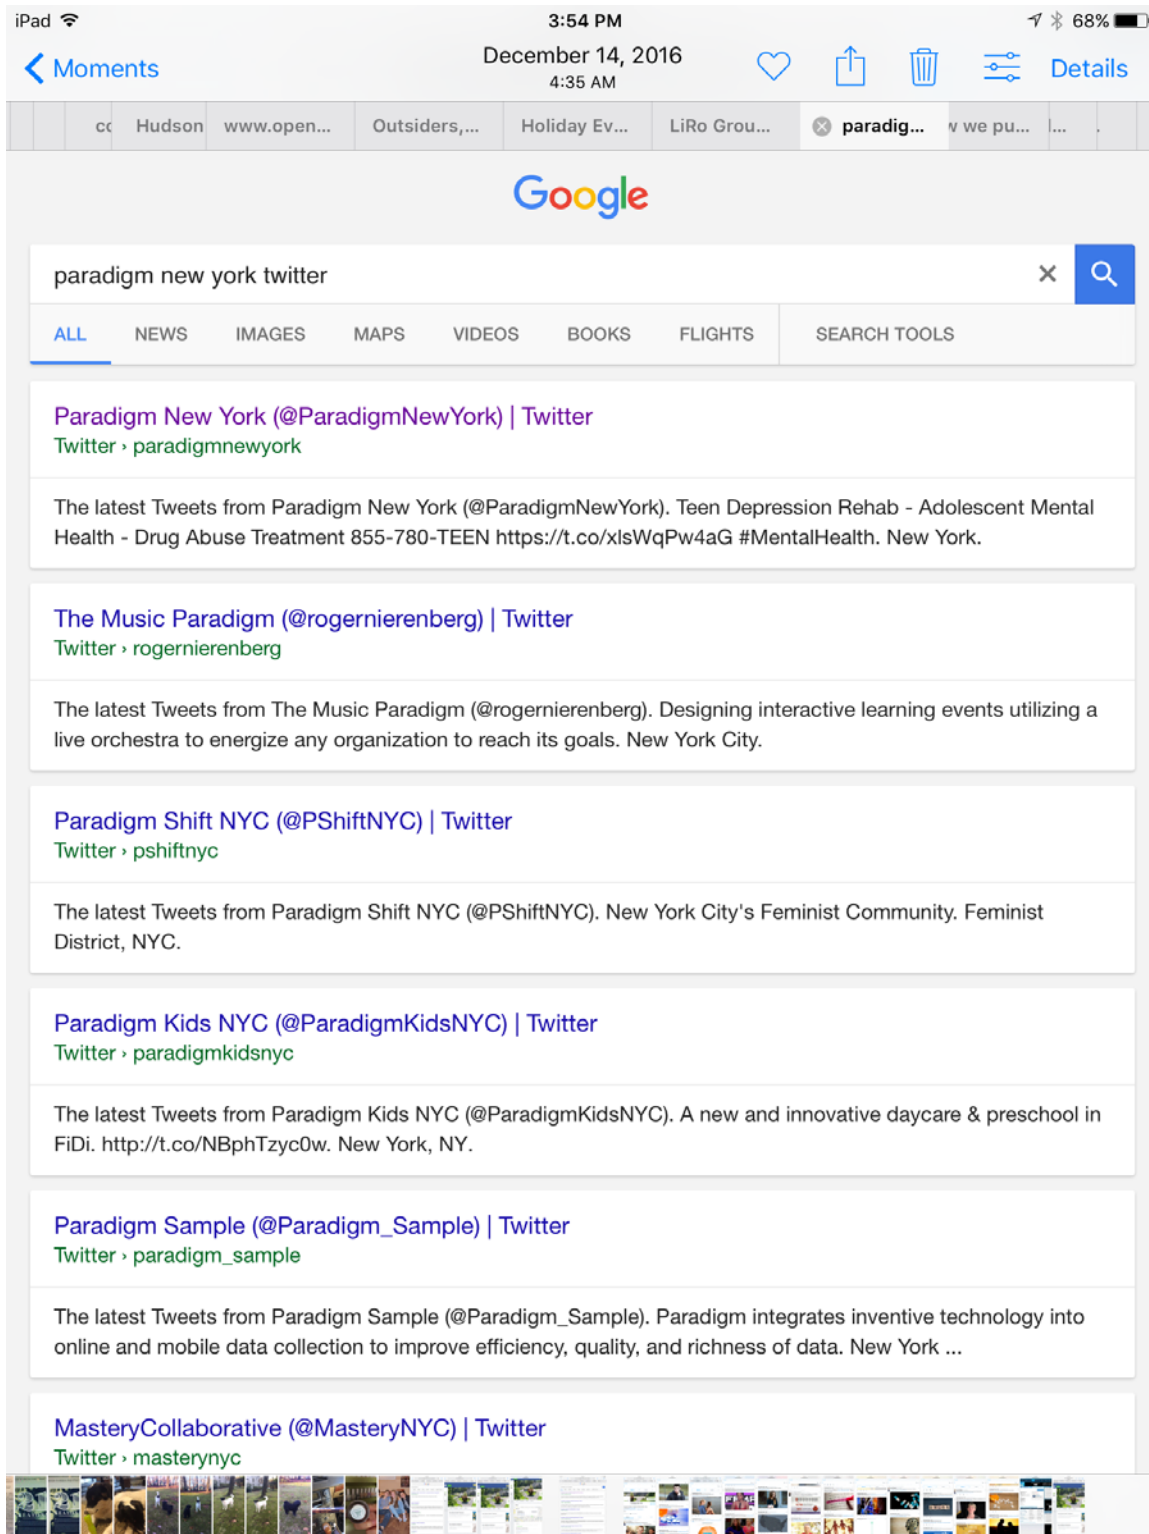 iPad 3:54 PM 68%
Moments December 14, 2016 Details
4:35 AM
Hudson www.open... Outsiders,... Holiday Ev... LiRo Grou... paradig... w we pu... l... .
Google
paradigm new york twitter
ALL NEWS IMAGES MAPS VIDEOS BOOKS FLIGHTS SEARCH TOOLS
Paradigm New York (@ParadigmNewYork) | Twitter
Twitter › paradigmnewyork
The latest Tweets from Paradigm New York (@ParadigmNewYork). Teen Depression Rehab - Adolescent Mental
Health - Drug Abuse Treatment 855-780-TEEN https://t.co/xlsWqPw4aG #MentalHealth. New York.
The Music Paradigm (@rogernierenberg) | Twitter
Twitter › rogernierenberg
The latest Tweets from The Music Paradigm (@rogernierenberg). Designing interactive learning events utilizing a
live orchestra to energize any organization to reach its goals. New York City.
Paradigm Shift NYC (@PShiftNYC) | Twitter
Twitter › pshiftnyc
The latest Tweets from Paradigm Shift NYC (@PShiftNYC). New York City's Feminist Community. Feminist
District, NYC.
Paradigm Kids NYC (@ParadigmKidsNYC) | Twitter
Twitter › paradigmkidsnyc
The latest Tweets from Paradigm Kids NYC (@ParadigmKidsNYC). A new and innovative daycare & preschool in
FiDi. http://t.co/NBphTzyc0w. New York, NY.
Paradigm Sample (@Paradigm_Sample) | Twitter
Twitter › paradigm_sample
The latest Tweets from Paradigm Sample (@Paradigm_Sample). Paradigm integrates inventive technology into
online and mobile data collection to improve efficiency, quality, and richness of data. New York ...
MasteryCollaborative (@MasteryNYC) | Twitter
Twitter › masterynyc